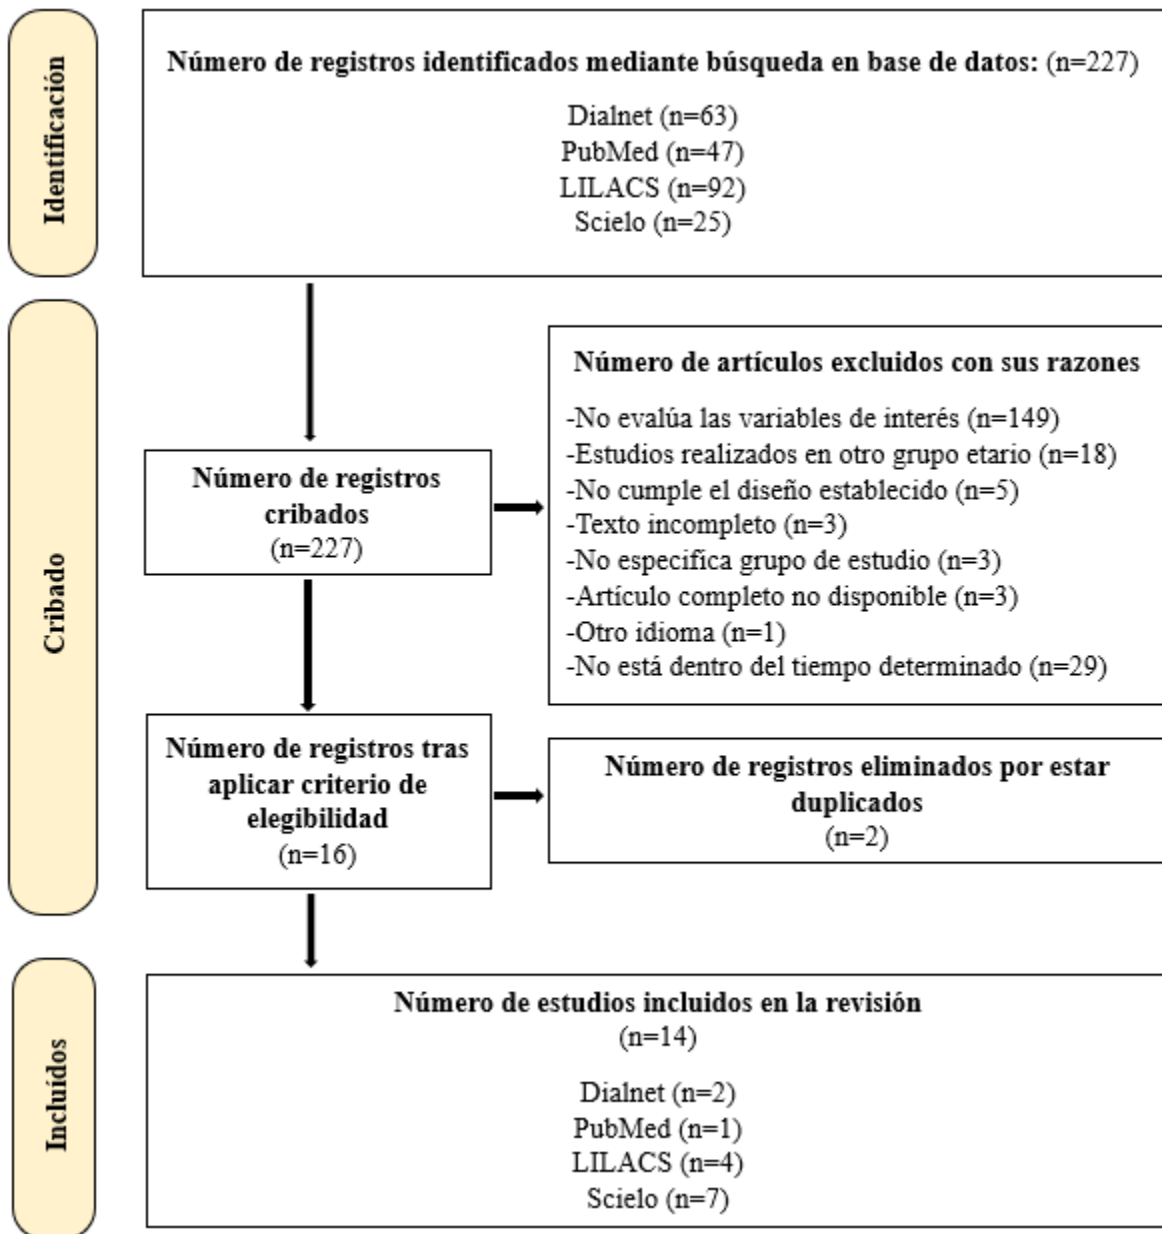 Identificación
Número de registros identificados mediante búsqueda en base de datos: (n=227)
Dialnet (n=63)
PubMed (n=47)
LILACS (n=92)
Scielo (n=25)
Cribado
Número de artículos excluidos con sus razones
-No evalúa las variables de interés (n=149)
-Estudios realizados en otro grupo etario (n=18)
-No cumple el diseño establecido (n=5)
-Texto incompleto (n=3)
-No especifíca grupo de estudio (n=3)
-Artículo completo no disponible (n=3)
-Otro idioma (n=1)
-No está dentro del tiempo determinado (n=29)
Número de registros
cribados
(n=227)
Número de registros tras
aplicar criterio de
elegibilidad
(n=16)
Número de registros eliminados por estar
duplicados
(n=2)
Incluídos
Número de estudios incluidos en la revisión
(n=14)
Dialnet (n=2)
PubMed (n=1)
LILACS (n=4)
Scielo (n=7)